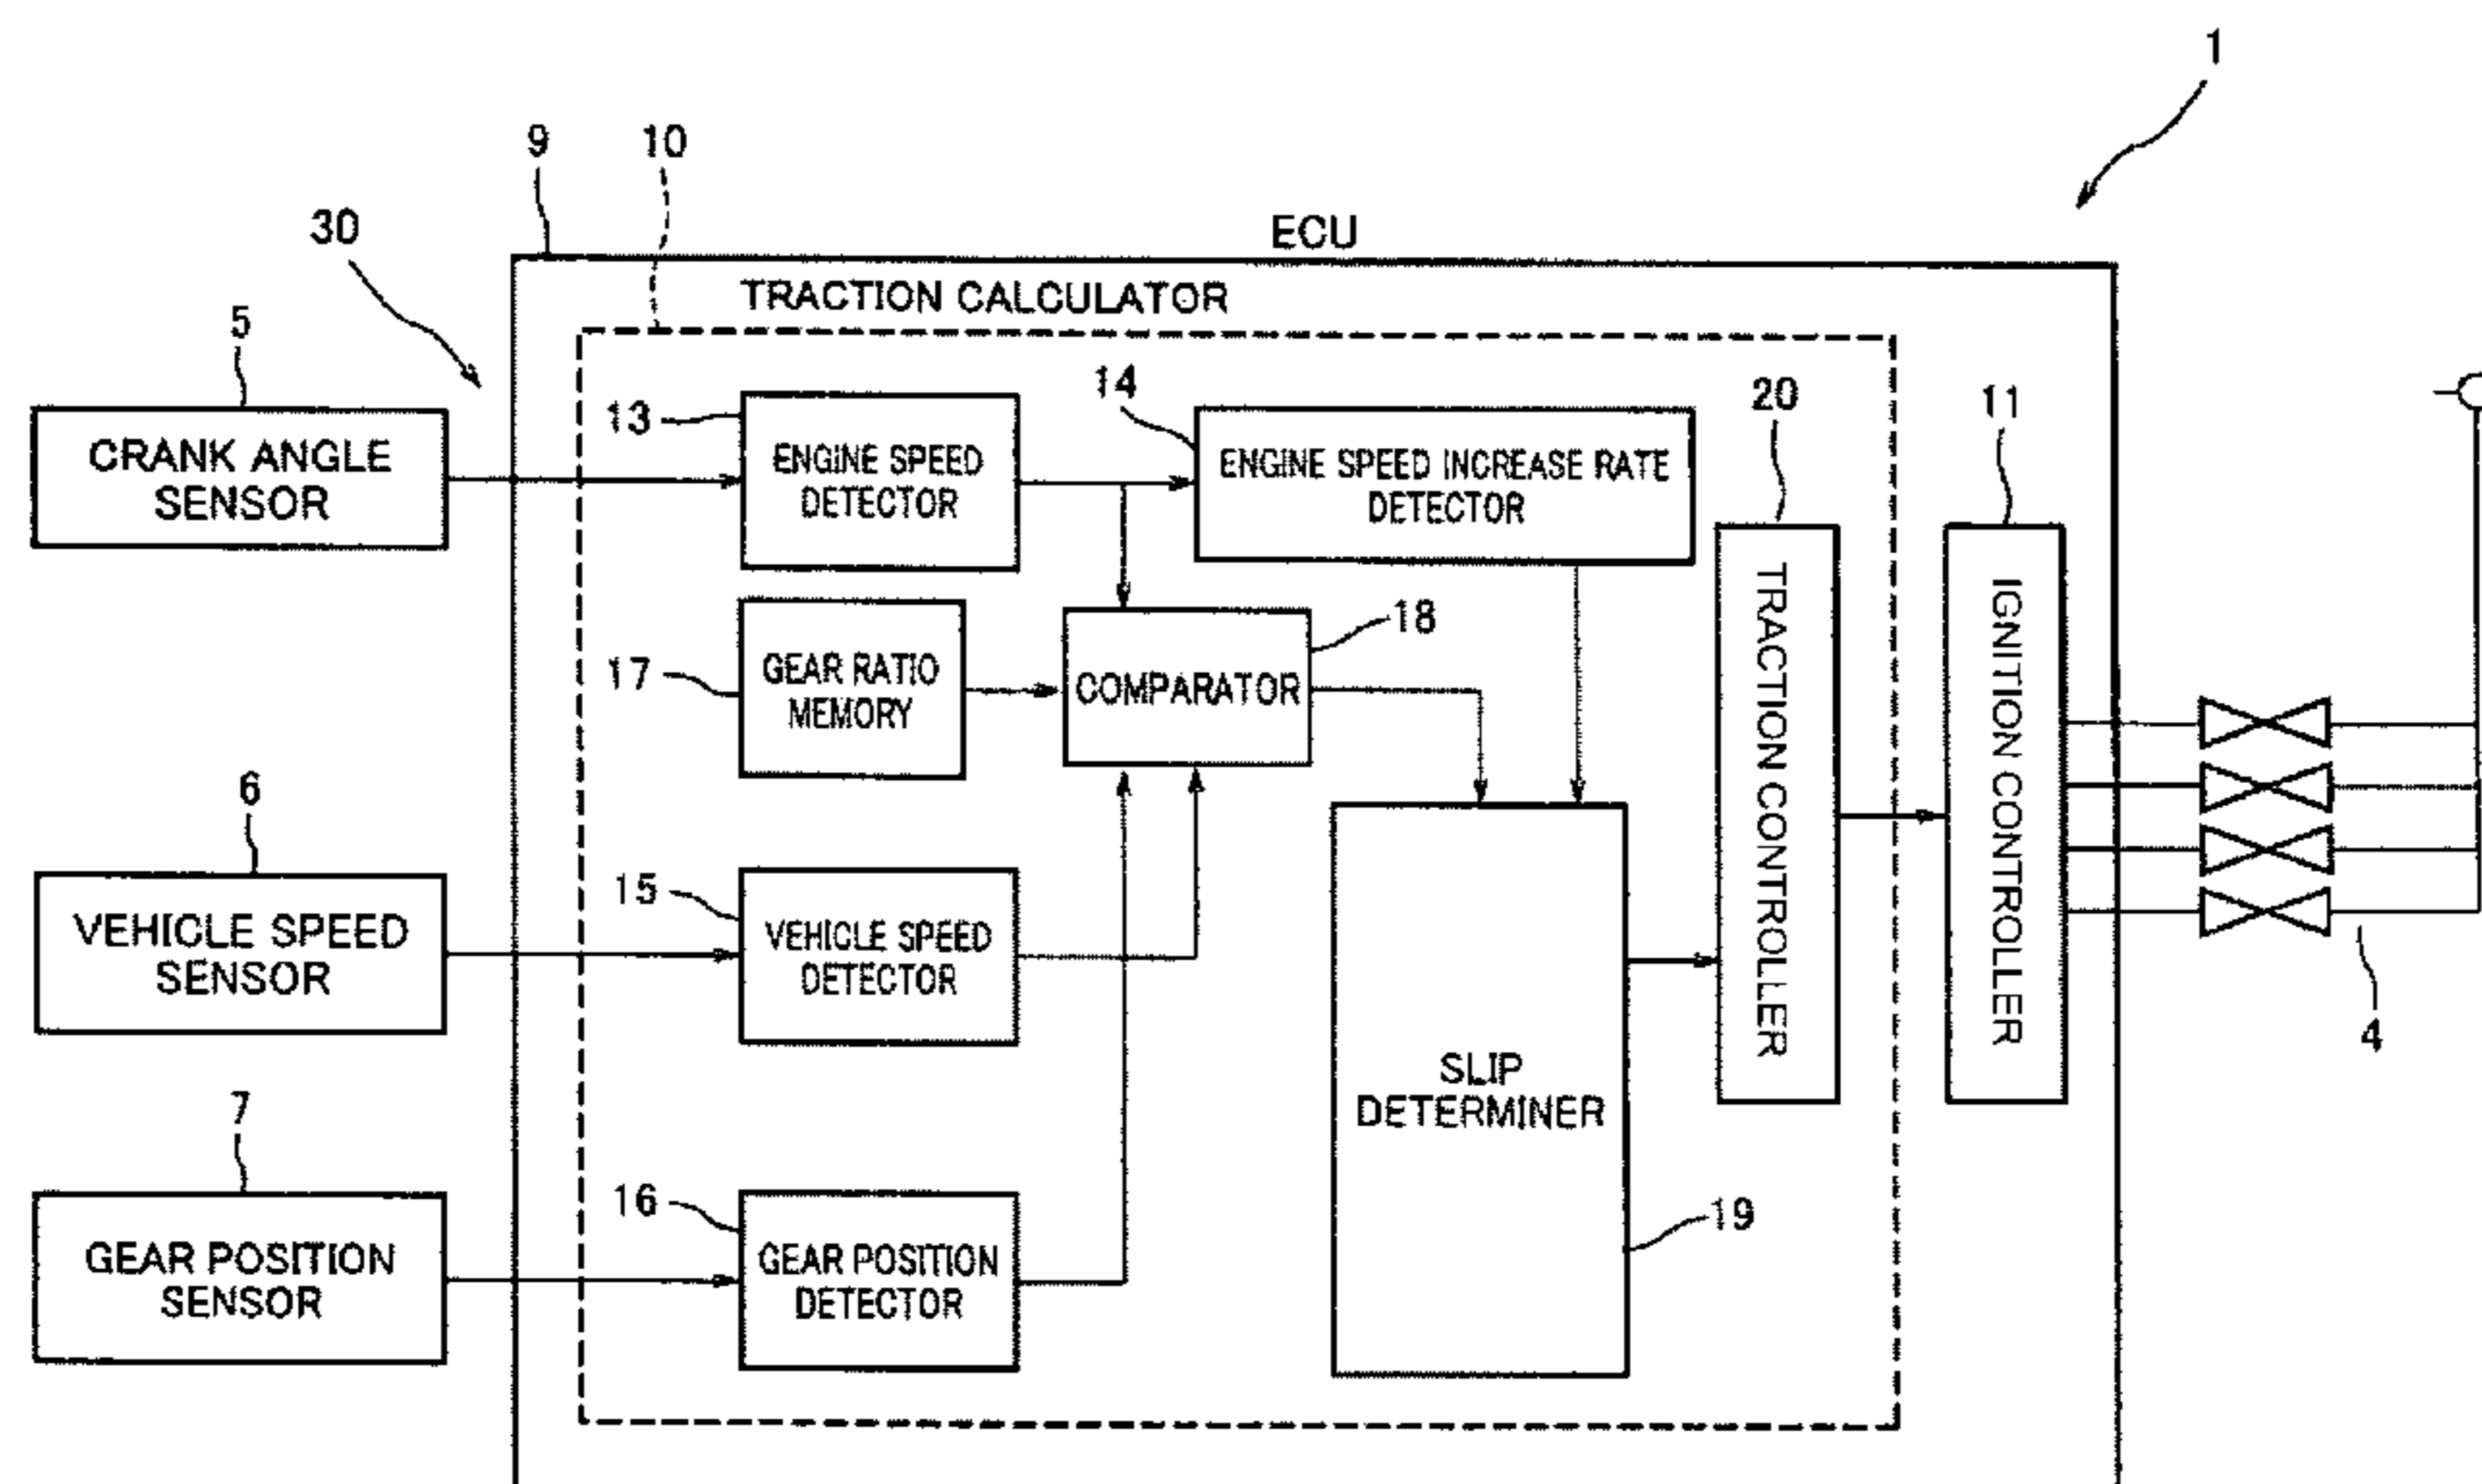 1
9
10
30
ECU
TRACTION CALCULATOR
5
13
14
20
11
CRANK ANGLE
SENSOR
ENGINE SPEED
DETECTOR
ENGINE SPEED INCREASE RATE
DETECTOR
17
GEAR RATIO
MEMORY
COMPARATOR
18
TRACTION CONTROLLER
IGNITION CONTROLLER
6
VEHICLE SPEED
SENSOR
15
VEHICLE SPEED
DETECTOR
4
SLIP
DETERMINER
7
GEAR POSITION
SENSOR
16
GEAR POSITION
DETECTOR
19